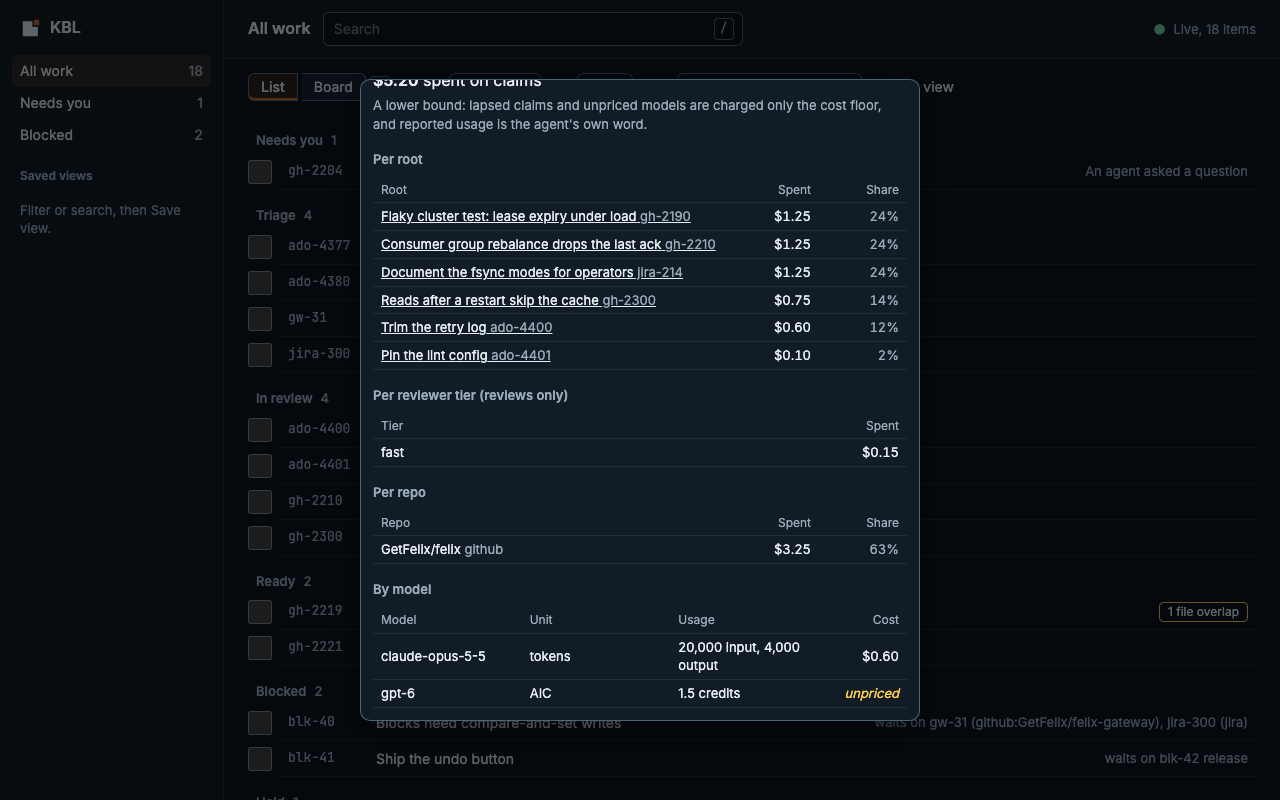 KBL
All work
Search
/
Live, 18 items
All work 18
Needs you 1
Blocked 2
Saved views
Filter or search, then Save view.
List
Board
view
Needs you 1
gh-2204
An agent asked a question
Triage 4
ado-4377
ado-4380
gw-31
jira-300
In review 4
ado-4400
ado-4401
gh-2210
gh-2300
Ready 2
gh-2219
1 file overlap
gh-2221
Blocked 2
blk-40 Blocks need compare-and-set writes waits on gw-31 (github:GetFelix/felix-gateway), jira-300 (jira)
blk-41 Ship the undo button waits on blk-42 release
$5.20 spent on claims
A lower bound: lapsed claims and unpriced models are charged only the cost floor,
and reported usage is the agent's own word.
Per root
Root Spent Share
Flaky cluster test: lease expiry under load gh-2190 $1.25 24%
Consumer group rebalance drops the last ack gh-2210 $1.25 24%
Document the fsync modes for operators jira-214 $1.25 24%
Reads after a restart skip the cache gh-2300 $0.75 14%
Trim the retry log ado-4400 $0.60 12%
Pin the lint config ado-4401 $0.10 2%
Per reviewer tier (reviews only)
Tier Spent
fast $0.15
Per repo
Repo Spent Share
GetFelix/felix github $3.25 63%
By model
Model Unit Usage Cost
claude-opus-5-5 tokens 20,000 input, 4,000 output $0.60
gpt-6 AIC 1.5 credits unpriced